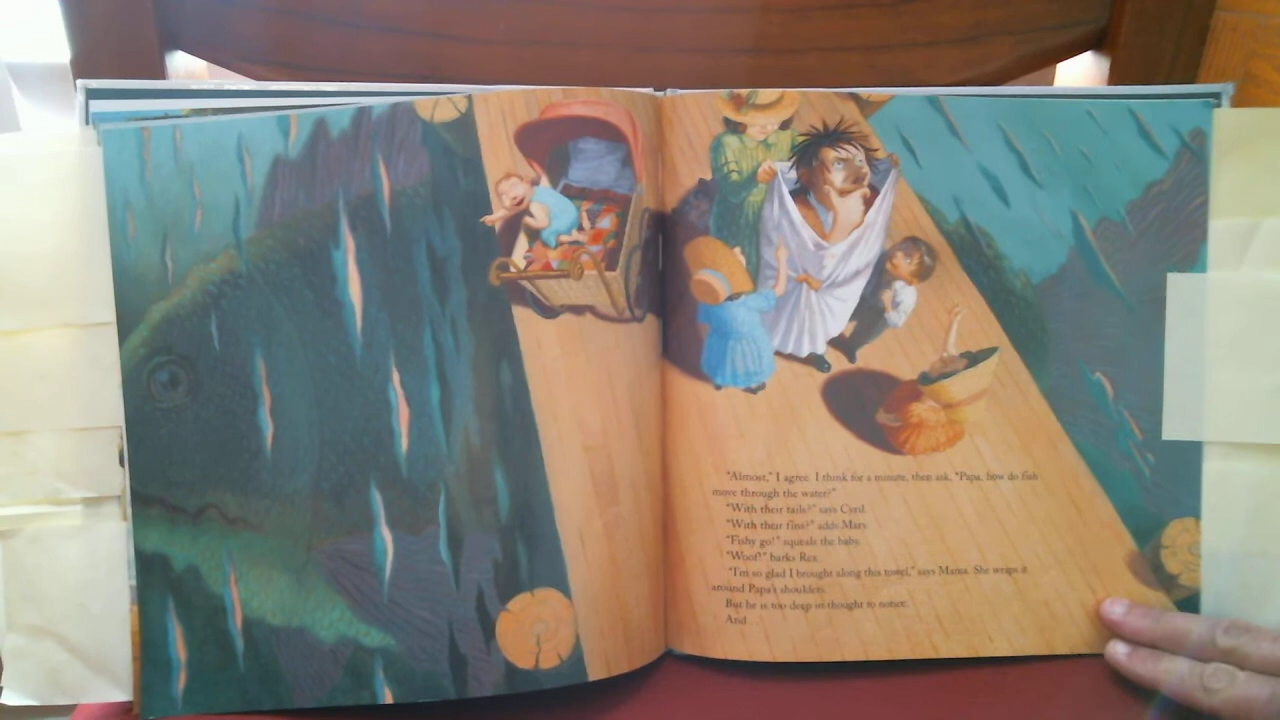 "Almost," I agree. I think for a minute, then ask, "Papa, how do fish
move through the water?"
"With their tails?" says Cyril.
"With their fins?" adds Mary.
"Fishy go!" squeals the baby.
"Woof!" barks Rex.
"I'm so glad I brought along this towel," says Mama. She wraps it
around Papa's shoulders.
But he is too deep in thought to notice.
And